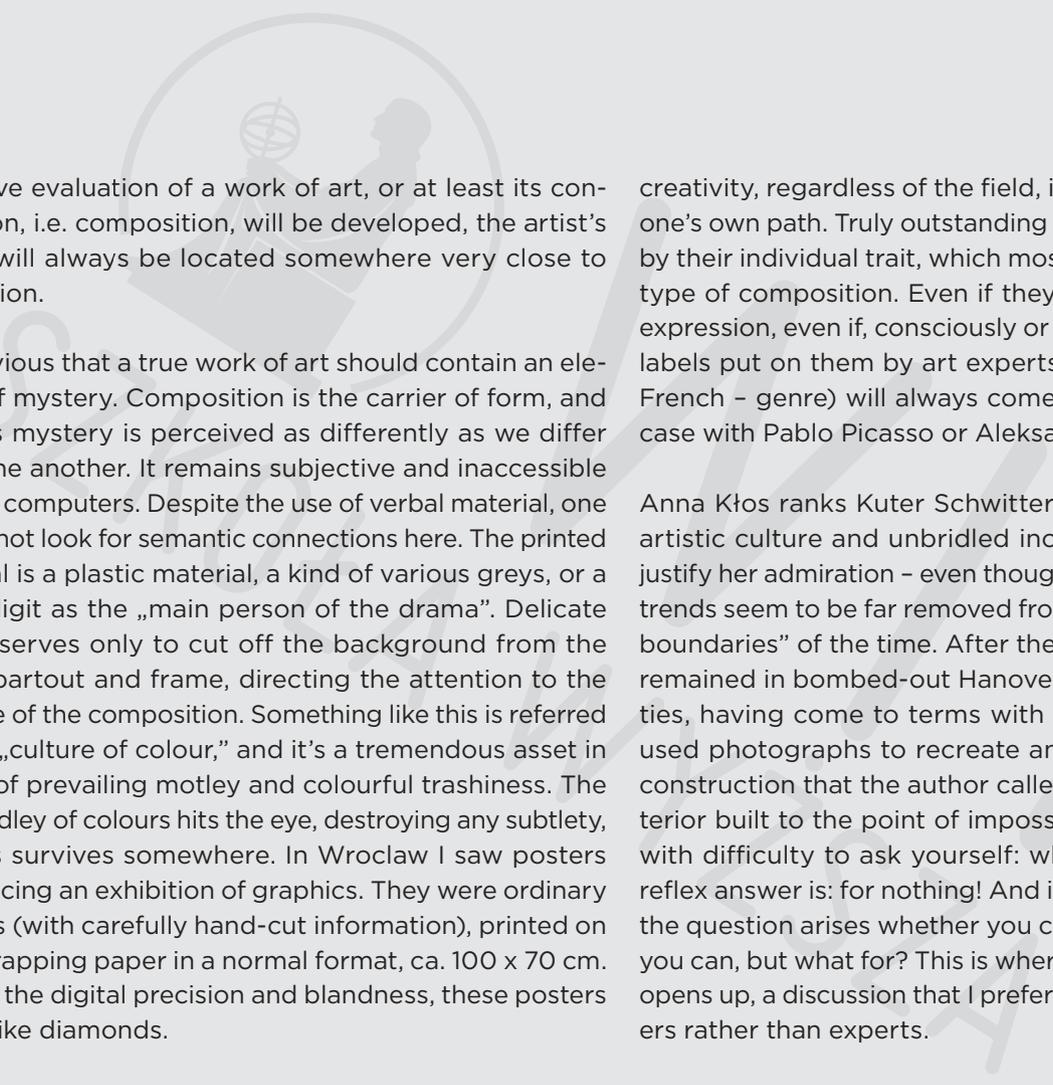 ve evaluation of a work of art, or at least its con-
on, i.e. composition, will be developed, the artist's
will always be located somewhere very close to
ion.
vious that a true work of art should contain an ele-
f mystery. Composition is the carrier of form, and
s mystery is perceived as differently as we differ
ne another. It remains subjective and inaccessible
computers. Despite the use of verbal material, one
not look for semantic connections here. The printed
al is a plastic material, a kind of various greys, or a
digit as the „main person of the drama”. Delicate
serves only to cut off the background from the
partout and frame, directing the attention to the
e of the composition. Something like this is referred
„culture of colour,” and it's a tremendous asset in
of prevailing motley and colourful trashiness. The
dley of colours hits the eye, destroying any subtlety,
s survives somewhere. In Wroclaw I saw posters
cing an exhibition of graphics. They were ordinary
s (with carefully hand-cut information), printed on
rapping paper in a normal format, ca. 100 x 70 cm.
the digital precision and blandness, these posters
ike diamonds.
creativity, regardless of the field, i
one's own path. Truly outstanding
by their individual trait, which mos
type of composition. Even if they
expression, even if, consciously or
labels put on them by art experts
French – genre) will always come
case with Pablo Picasso or Aleksa
Anna Kłos ranks Kuter Schwitter
artistic culture and unbridled inc
justify her admiration – even thoug
trends seem to be far removed fro
boundaries” of the time. After the
remained in bombed-out Hanove
ties, having come to terms with
used photographs to recreate an
construction that the author calle
terior built to the point of imposs
with difficulty to ask yourself: wh
reflex answer is: for nothing! And i
the question arises whether you c
you can, but what for? This is wher
opens up, a discussion that I prefer
ers rather than experts.
SZKOŁA WYŻSZA